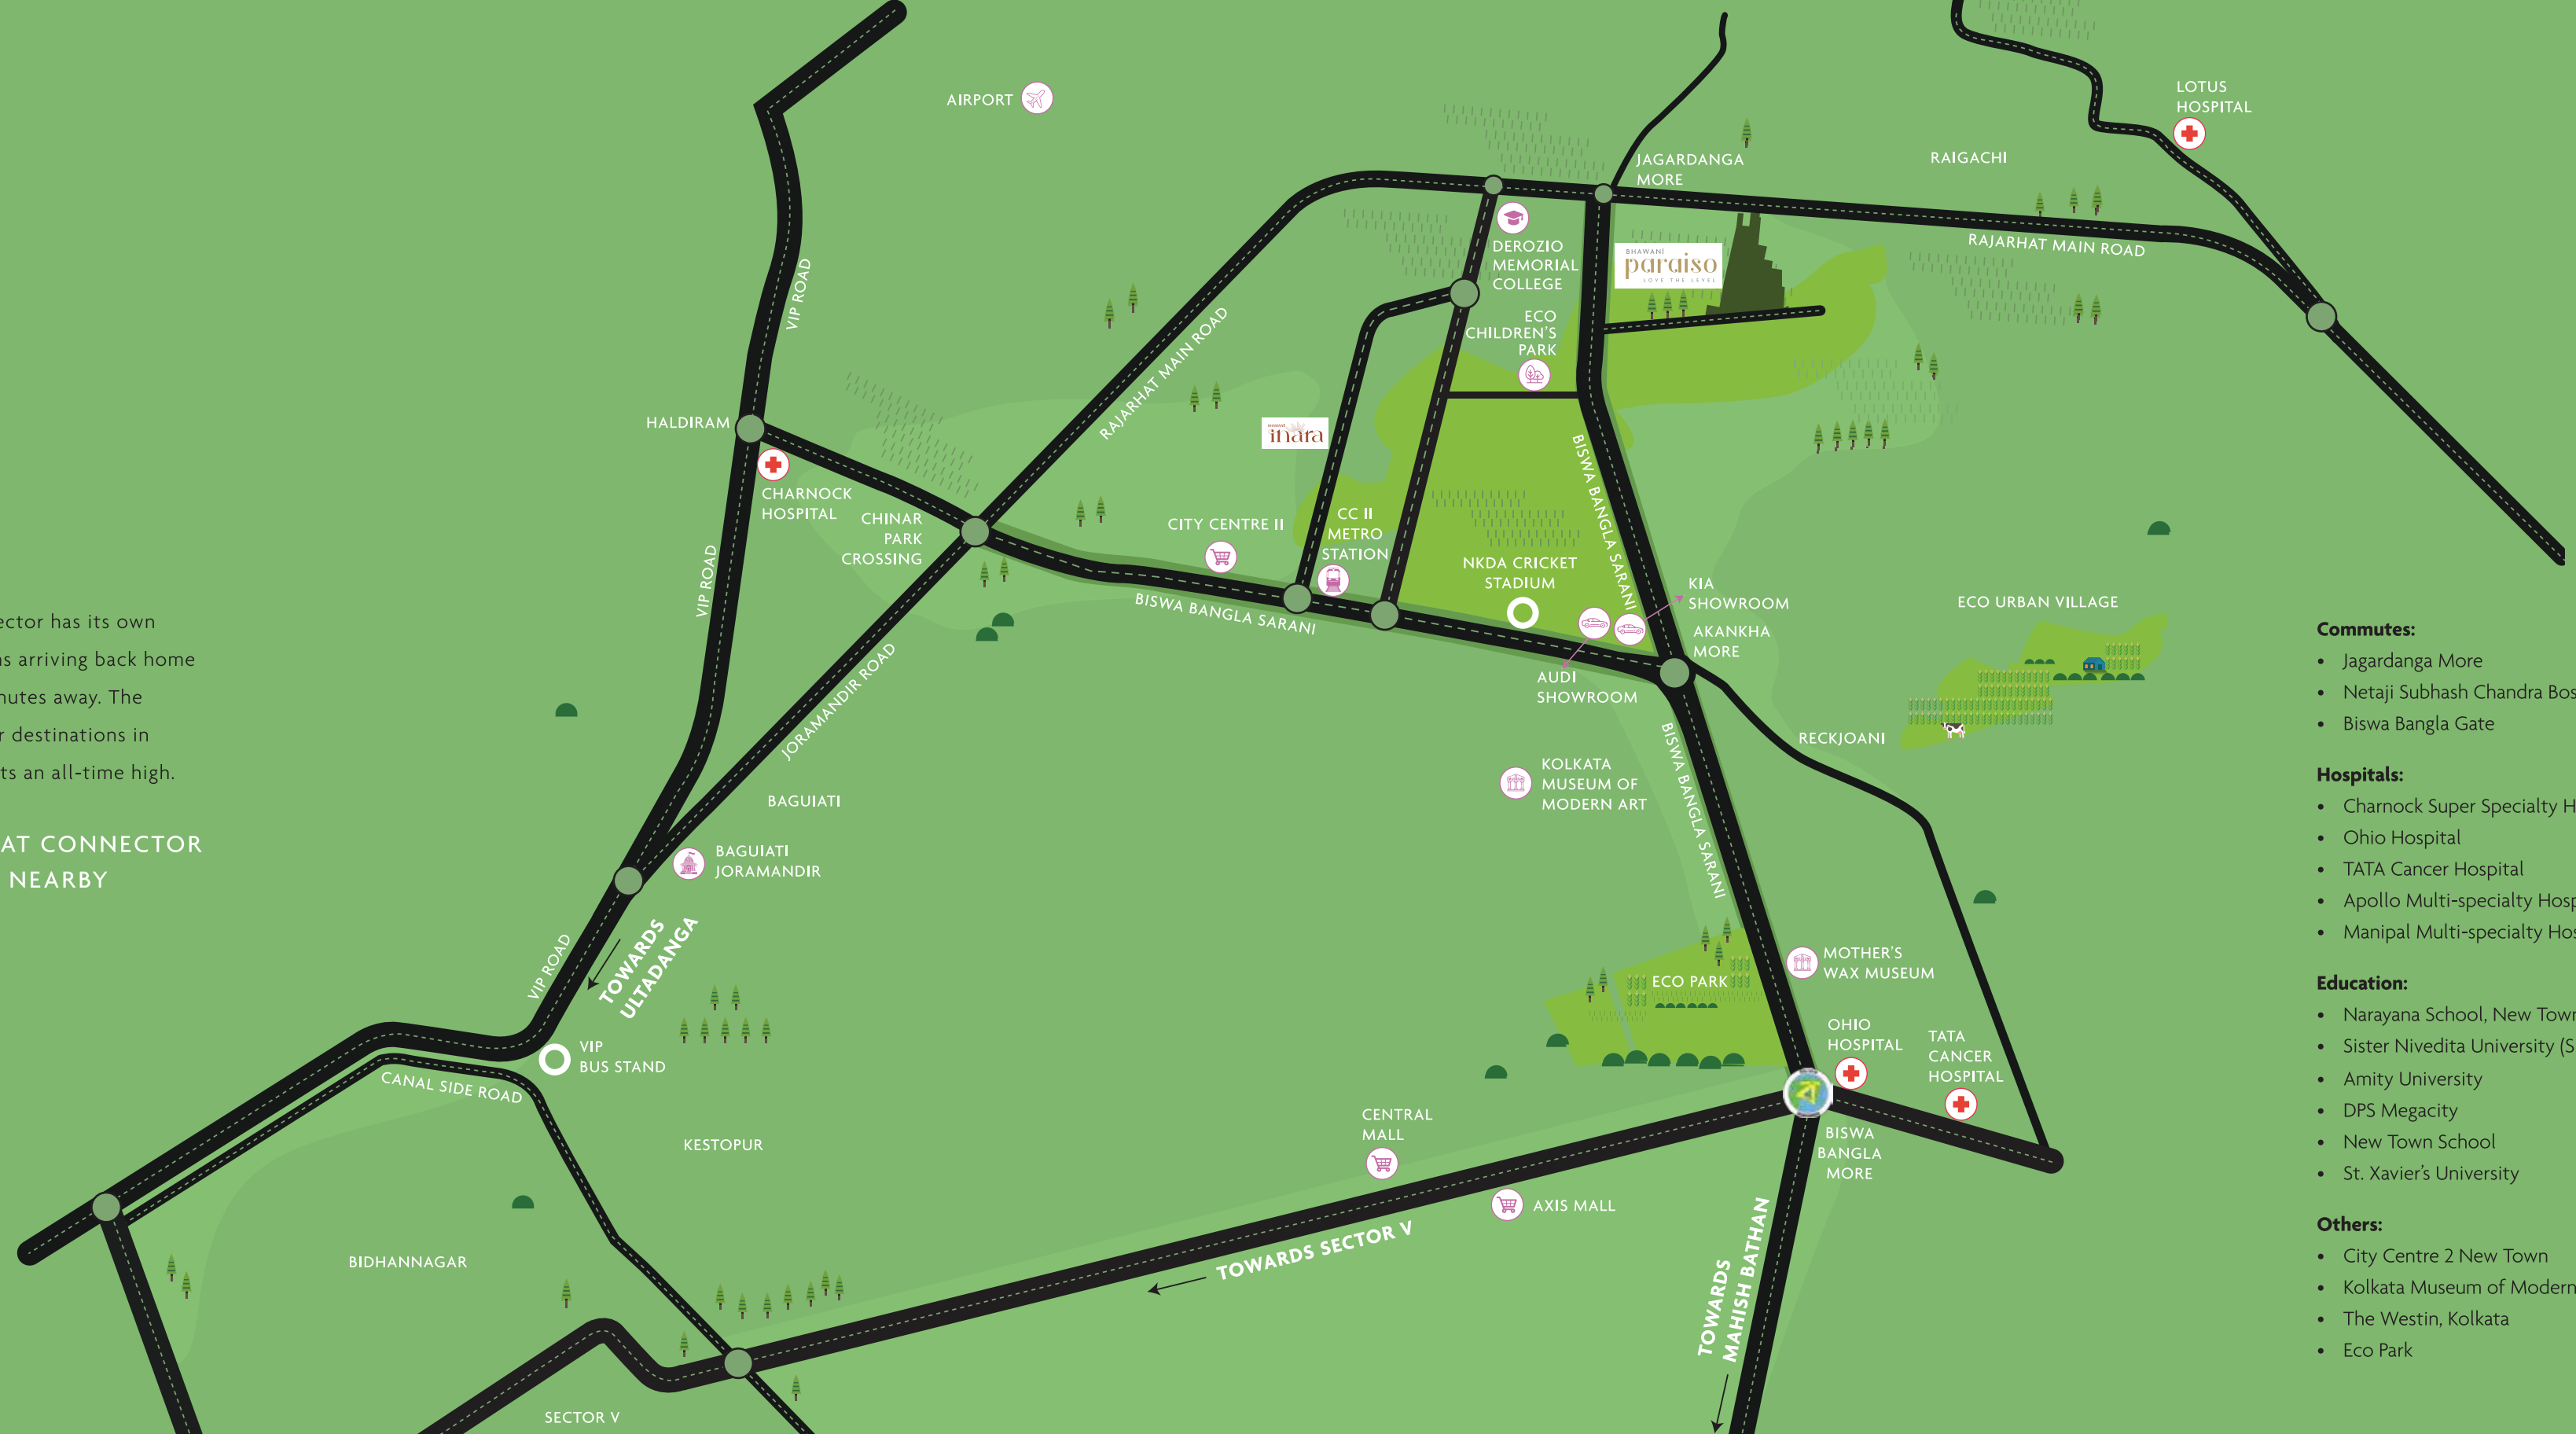 AIRPORT
LOTUS
HOSPITAL
JAGARDANGA
MORE
RAIGACHI
RAJARHAT MAIN ROAD
DEROZIO
MEMORIAL
COLLEGE
BHAWANI
paraiso
LOVE THE LEVEL
ECO
CHILDREN'S
PARK
VIP ROAD
RAJARHAT MAIN ROAD
HALDIRAM
CHARNOCK
HOSPITAL
CHINAR
PARK
CROSSING
inara
CITY CENTRE II
CC II
METRO
STATION
BISWA BANGLA SARANI
BISWA BANGLA SARANI
NKDA CRICKET
STADIUM
KIA
SHOWROOM
AKANKHA
MORE
AUDI
SHOWROOM
ECO URBAN VILLAGE
RECKJOANI
VIP ROAD
JORAMANDIR ROAD
KOLKATA
MUSEUM OF
MODERN ART
BISWA BANGLA SARANI
BAGUIATI
BAGUIATI
JORAMANDIR
VIP ROAD
TOWARDS
ULTADANGA
VIP
BUS STAND
CANAL SIDE ROAD
KESTOPUR
BIDHANNAGAR
SECTOR V
ECO PARK
MOTHER'S
WAX MUSEUM
OHIO
HOSPITAL
TATA
CANCER
HOSPITAL
BISWA
BANGLA
MORE
CENTRAL
MALL
AXIS MALL
TOWARDS SECTOR V
TOWARDS
MAHISH BATHAN
ector has its own
ns arriving back home
nutes away. The
r destinations in
ts an all-time high.
AT CONNECTOR
NEARBY
Commutes:
• Jagardanga More
• Netaji Subhash Chandra Bos
• Biswa Bangla Gate
Hospitals:
• Charnock Super Specialty H
• Ohio Hospital
• TATA Cancer Hospital
• Apollo Multi-specialty Hosp
• Manipal Multi-specialty Hos
Education:
• Narayana School, New Town
• Sister Nivedita University (S
• Amity University
• DPS Megacity
• New Town School
• St. Xavier's University
Others:
• City Centre 2 New Town
• Kolkata Museum of Modern
• The Westin, Kolkata
• Eco Park